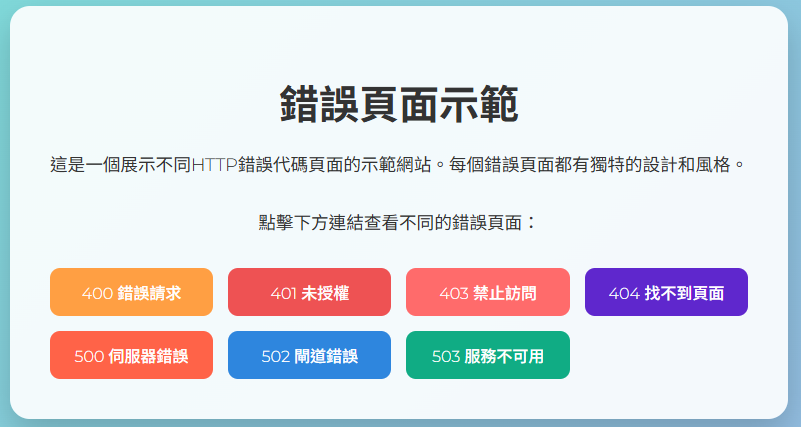 錯誤頁面示範
這是一個展示不同HTTP錯誤代碼頁面的示範網站。每個錯誤頁面都有獨特的設計和風格。
點擊下方連結查看不同的錯誤頁面：
400 錯誤請求
401 未授權
403 禁止訪問
404 找不到頁面
500 伺服器錯誤
502 閘道錯誤
503 服務不可用